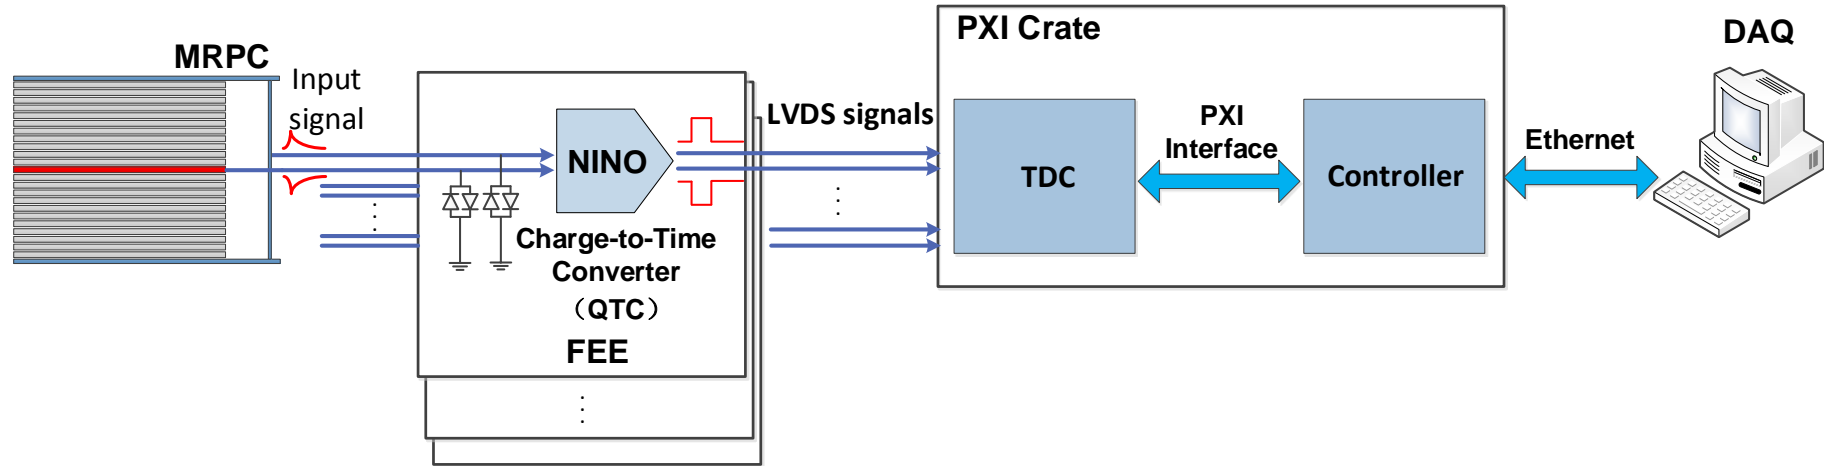 MRPC
Input
signal
NINO
Charge-to-Time
Converter
（QTC）
FEE
LVDS signals
PXI Crate
TDC
PXI
Interface
Controller
Ethernet
DAQ